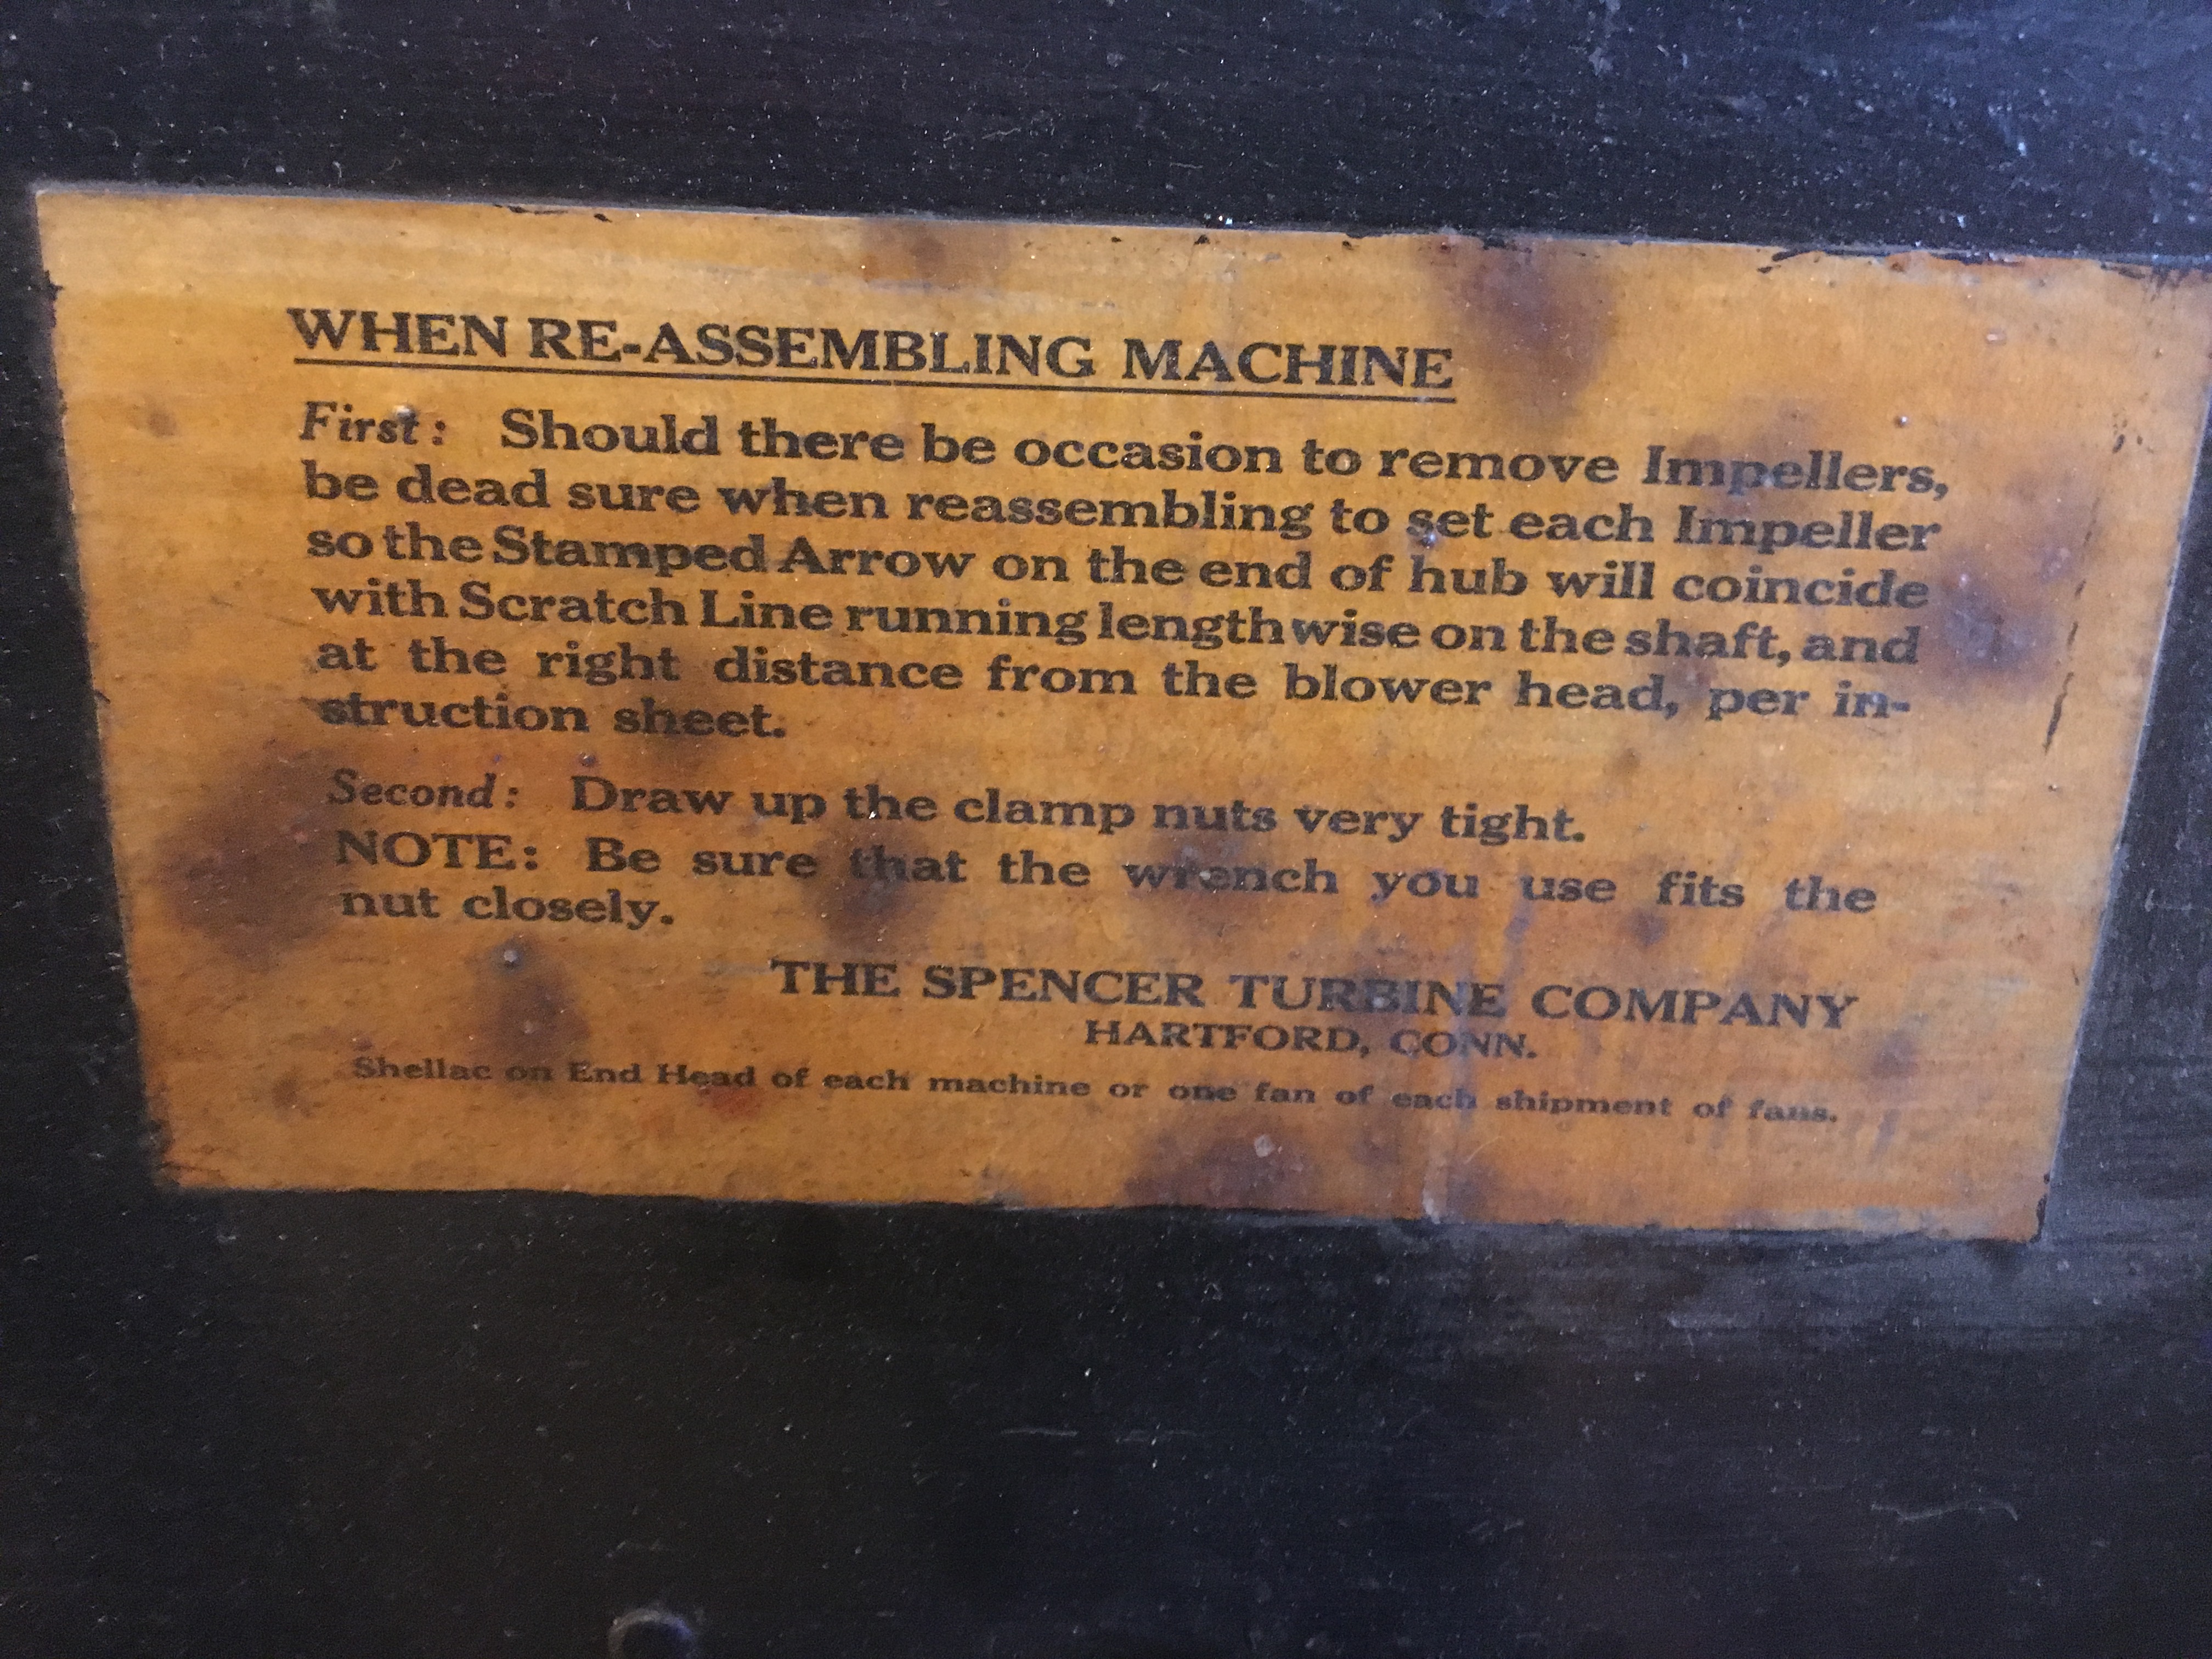 WHEN RE-ASSEMBLING MACHINE
First: Should there be occasion to remove Impellers,
be dead sure when reassembling to set each Impeller
so the Stamped Arrow on the end of hub will coincide
with Scratch Line running lengthwise on the shaft, and
at the right distance from the blower head, per in-
struction sheet.
Second: Draw up the clamp nuts very tight.
NOTE: Be sure that the wrench you use fits the
nut closely.
THE SPENCER TURBINE COMPANY
HARTFORD, CONN.
Shellac on End Head of each machine or one fan of each shipment of fans.